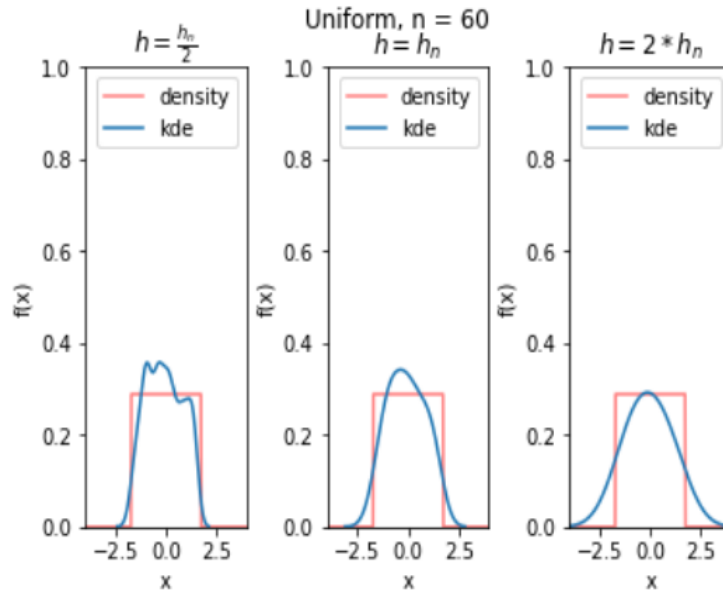 Uniform, n = 60
h = h_n/2
1.0
0.8
0.6
0.4
0.2
0.0
f(x)
density
kde
−2.5 0.0 2.5
x
h = h_n
1.0
0.8
0.6
0.4
0.2
0.0
f(x)
density
kde
−2.5 0.0 2.5
x
h = 2 * h_n
1.0
0.8
0.6
0.4
0.2
0.0
f(x)
density
kde
−2.5 0.0 2.5
x